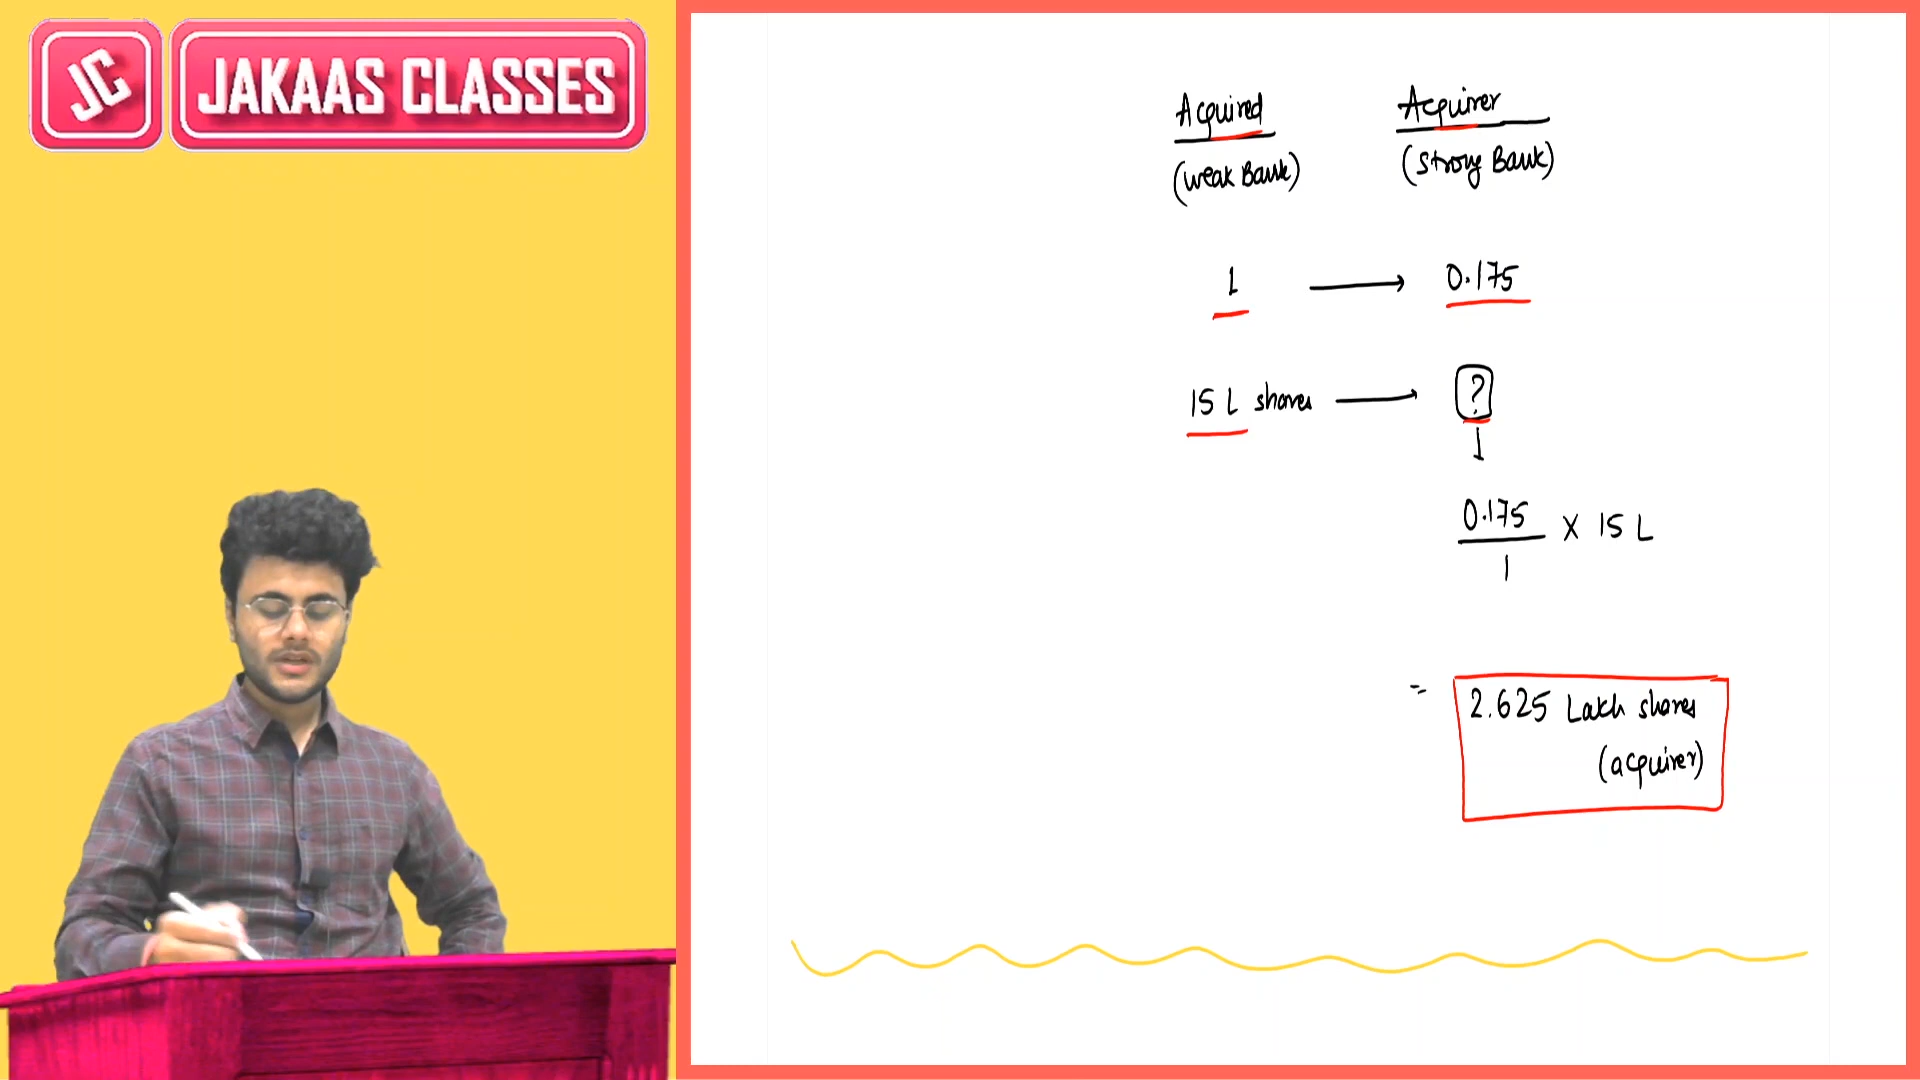 JC JAKAAS CLASSES
Acquired Acquirer
(Weak Bank) (Strong Bank)
1 → 0.175
15 L shares → ?
1
0.175 / 1 × 15 L
= 2.625 Lakh shares
(acquirer)